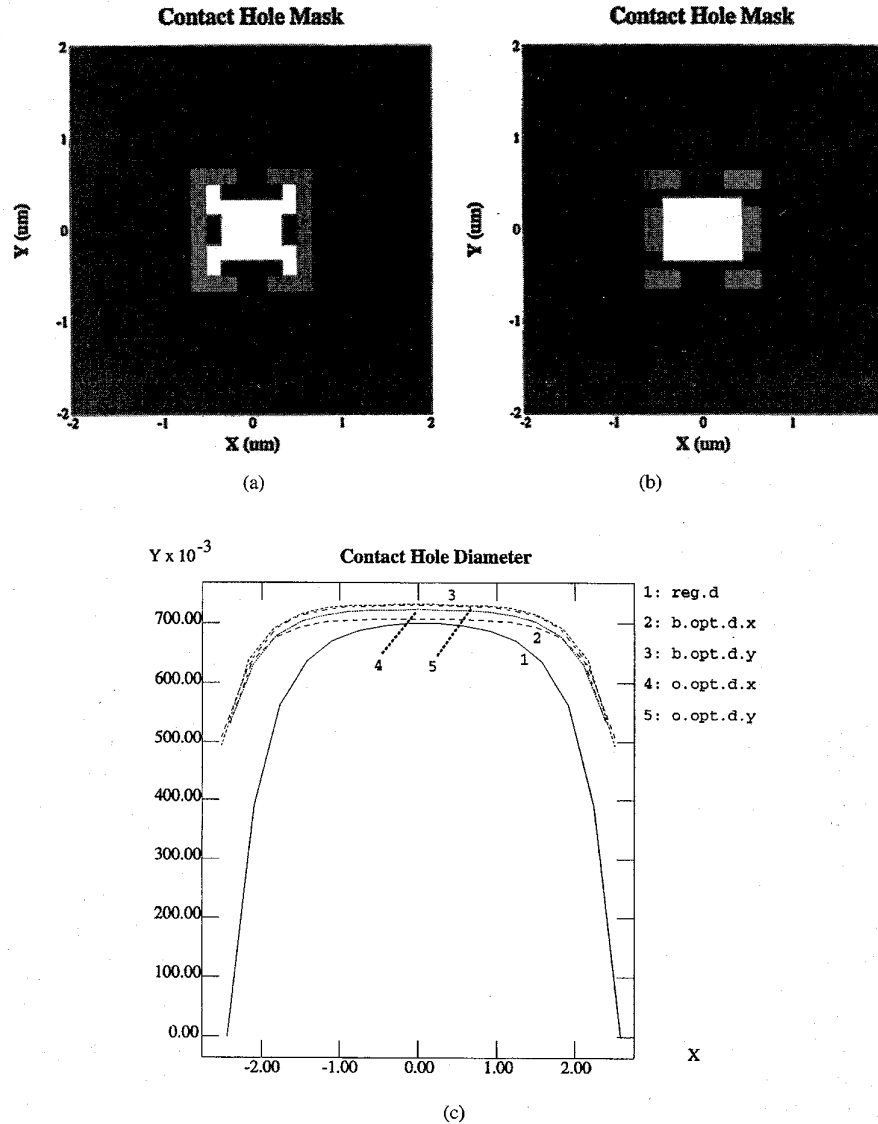 Contact Hole Mask
2
1
0
-1
-2
Y (um)
-2
-1
0
1
2
X (um)
(a)
Contact Hole Mask
2
1
0
-1
-2
Y (um)
-2
-1
0
1
X (um)
(b)
Contact Hole Diameter
Y x 10⁻³
700.00
600.00
500.00
400.00
300.00
200.00
100.00
0.00
-2.00
-1.00
0.00
1.00
2.00
X
3
2
1
4
5
1: reg.d
2: b.opt.d.x
3: b.opt.d.y
4: o.opt.d.x
5: o.opt.d.y
(c)